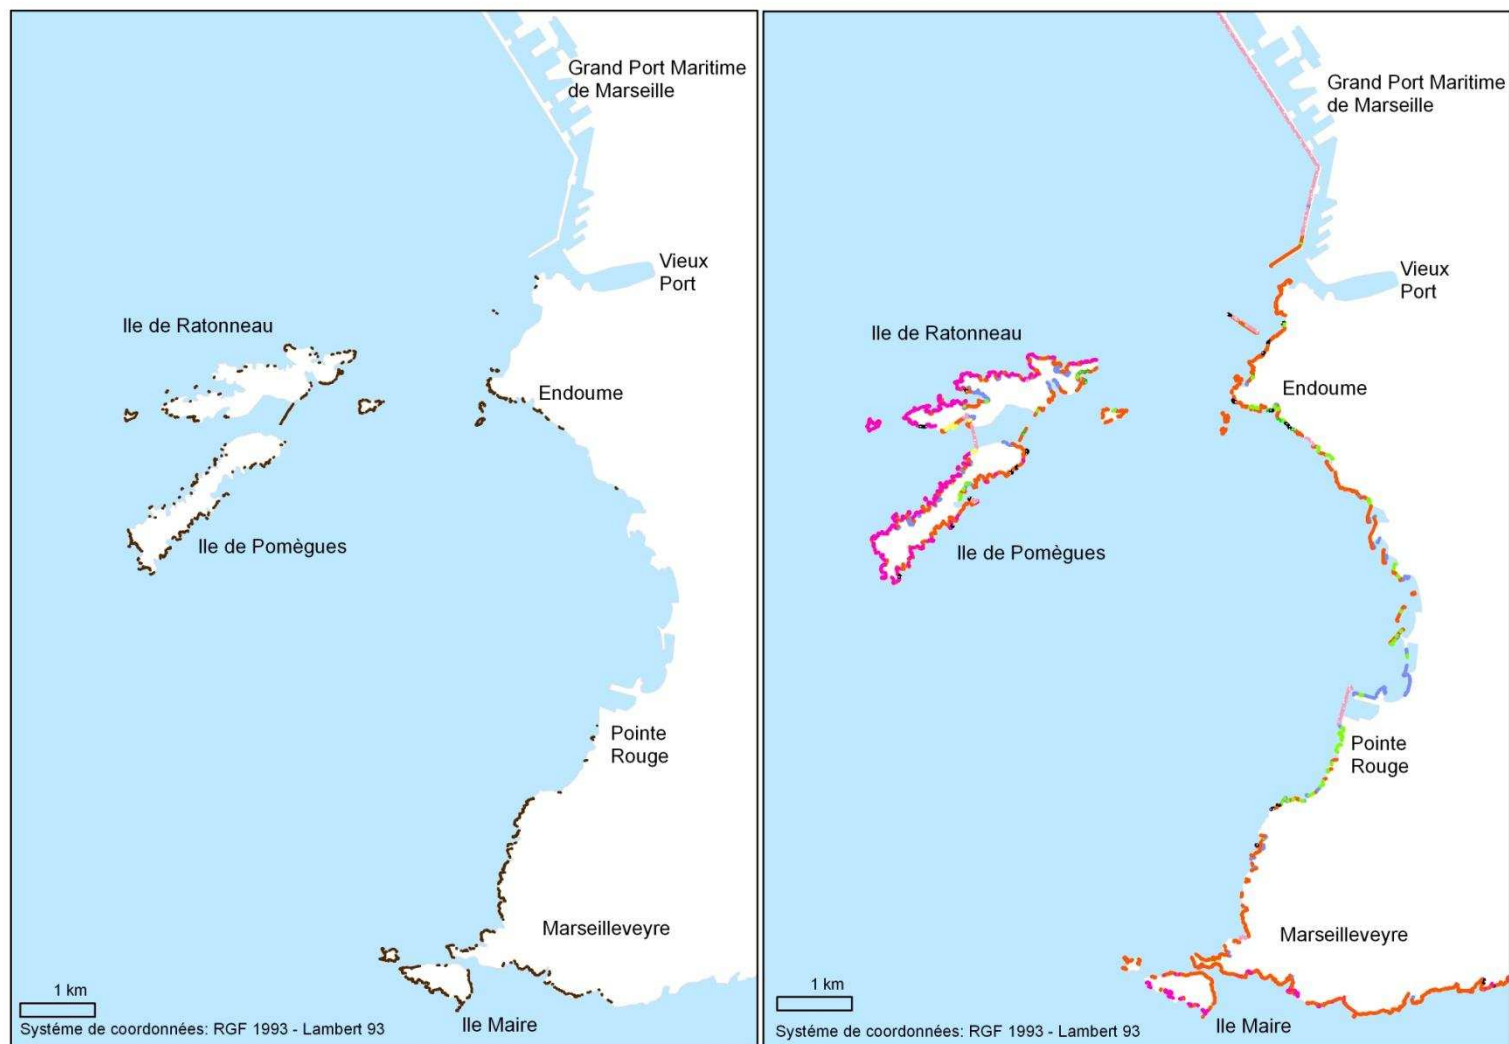 Grand Port Maritime
de Marseille
Vieux
Port
Ile de Ratonneau
Endoume
Ile de Pomègues
Pointe
Rouge
Marseilleveyre
1 km
Ile Maire
Systéme de coordonnées: RGF 1993 - Lambert 93
Grand Port Maritime
de Marseille
Vieux
Port
Ile de Ratonneau
Endoume
Ile de Pomègues
Pointe
Rouge
Marseilleveyre
1 km
Ile Maire
Systéme de coordonnées: RGF 1993 - Lambert 93